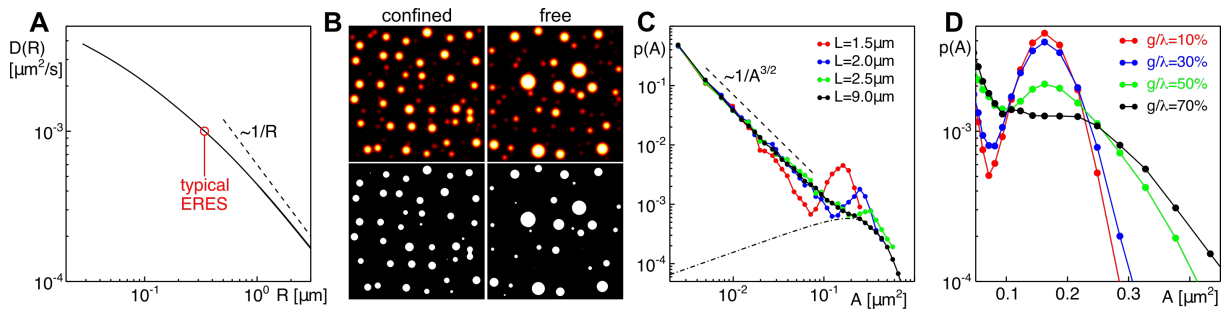 A
D(R)
[μm²/s]
10⁻³
10⁻⁴
10⁻¹
10⁰
R [μm]
~1/R
typical
ERES
B
confined
free
C
p(A)
10⁻¹
10⁻²
10⁻³
10⁻⁴
10⁻²
10⁻¹
A [μm²]
~1/A³/²
L=1.5μm
L=2.0μm
L=2.5μm
L=9.0μm
D
p(A)
10⁻³
10⁻⁴
0.1
0.2
0.3
A [μm²]
g/λ=10%
g/λ=30%
g/λ=50%
g/λ=70%